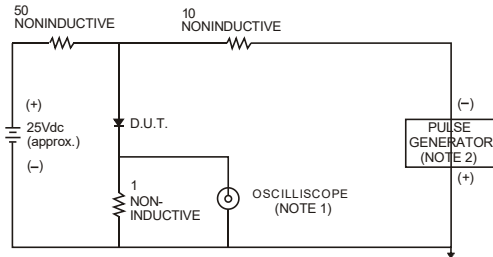 50
NONINDUCTIVE
10
NONINDUCTIVE
(+)
25Vdc
(approx.)
(–)
D.U.T.
1
NON-
INDUCTIVE
OSCILLISCOPE
(NOTE 1)
(–)
PULSE
GENERATOR
(NOTE 2)
(+)